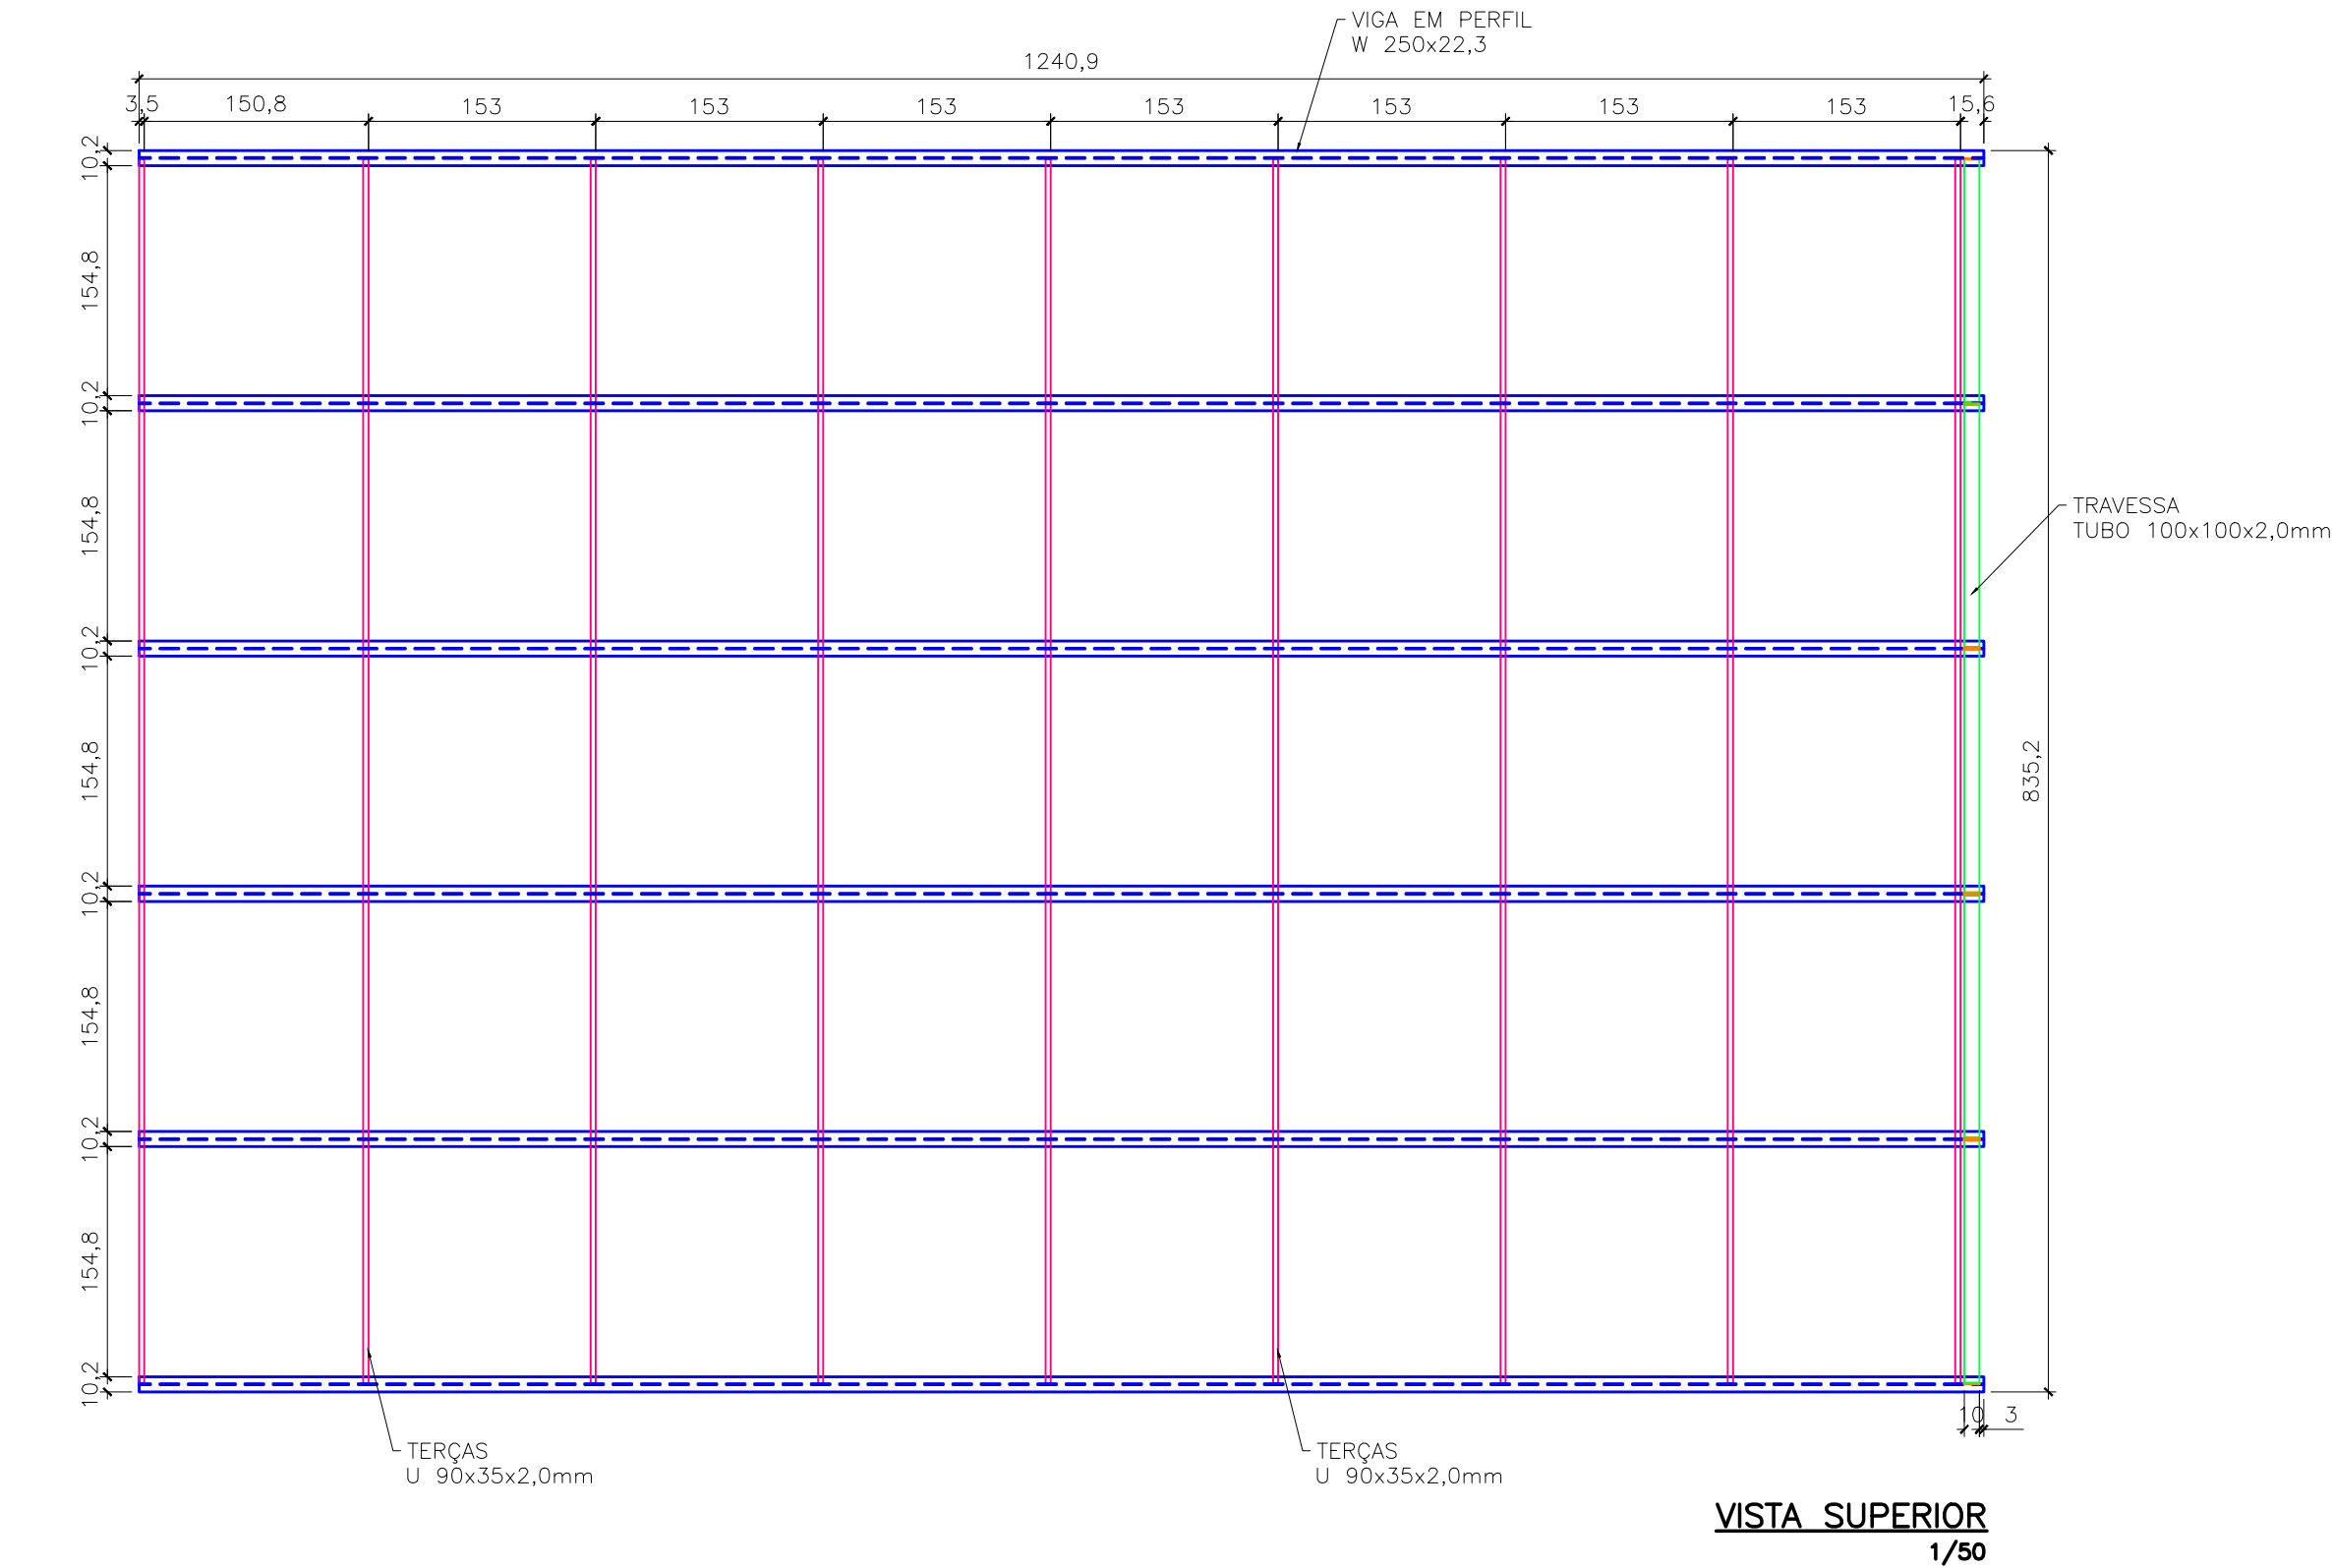 VIGA EM PERFIL
W 250x22,3
1240,9
3,5
150,8
153
153
153
153
153
153
153
15,6
10,2
154,8
10,2
154,8
10,2
154,8
10,2
154,8
10,2
154,8
10,2
TRAVESSA
TUBO 100x100x2,0mm
835,2
10
3
TERÇAS
U 90x35x2,0mm
TERÇAS
U 90x35x2,0mm
VISTA SUPERIOR
1/50